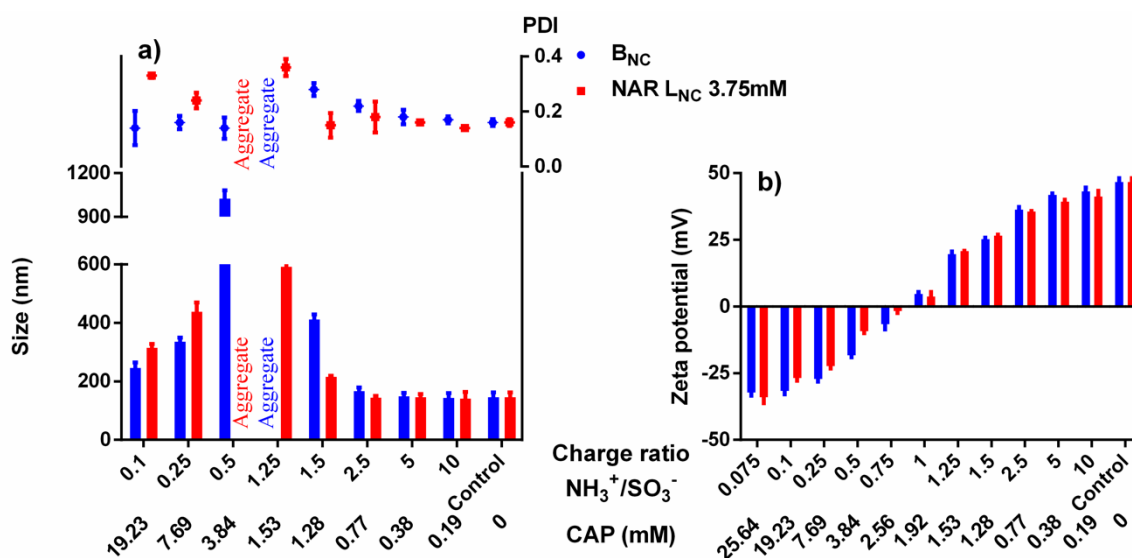 a)
PDI
0.4
0.2
0.0
B_NC
NAR L_NC 3.75mM
Aggregate
Aggregate
1200
900
600
400
200
0
Size (nm)
Aggregate
Aggregate
0.1 0.25 0.5 1.25 1.5 2.5 5 10 Control
19.23 7.69 3.84 1.53 1.28 0.77 0.38 0.19 0
Charge ratio
NH₃⁺/SO₃⁻
CAP (mM)
b)
50
25
0
-25
-50
Zeta potential (mV)
0.075 0.1 0.25 0.5 0.75 1 1.25 1.5 2.5 5 10 Control
25.64 19.23 7.69 3.84 2.56 1.92 1.53 1.28 0.77 0.38 0.19 0